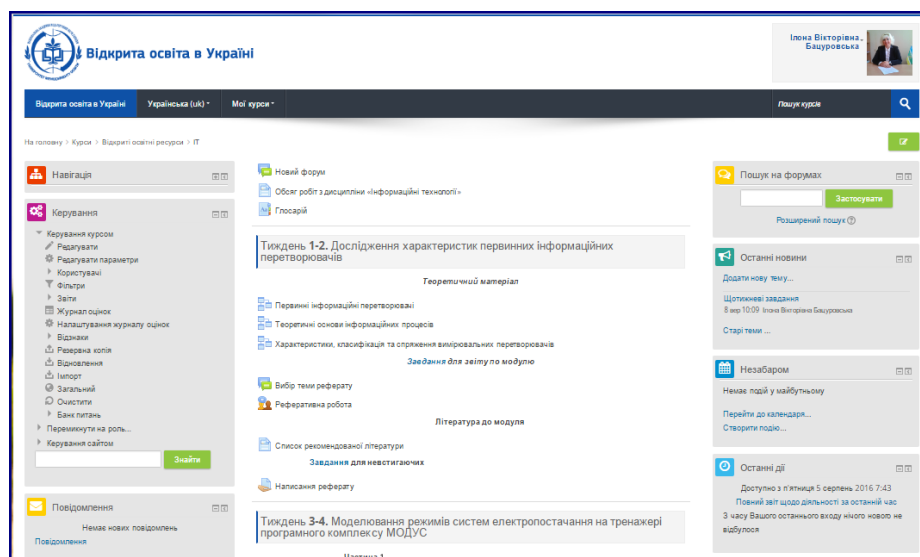 Відкрита освіта в Україні
Ілона Вікторівна
Бацуровська
Відкрита освіта в Україні
Українська (uk)
Мої курси
Пошук курсів
На головну > Курси > Відкриті освітні ресурси > IT
Навігація
Керування
Керування курсом
Редагувати
Редагувати параметри
Користувачі
Фільтри
Звіти
Журнал оцінок
Налаштування журналу оцінок
Відзнаки
Резервна копія
Відновлення
Імпорт
Загальний
Очистити
Банк питань
Перемикнути на роль...
Керування сайтом
Знайти
Повідомлення
Немає нових повідомлень
Повідомлення
Новий форум
Обсяг робіт з дисципліни «Інформаційні технології»
Глосарій
Тиждень 1-2. Дослідження характеристик первинних інформаційних
перетворювачів
Теоретичний матеріал
Первинні інформаційні перетворювачі
Теоретичні основи інформаційних процесів
Характеристики, класифікація та спряження вимірювальних перетворювачів
Завдання для звіту по модулю
Вибір теми реферату
Реферативна робота
Література до модуля
Список рекомендованої літератури
Завдання для невстигаючих
Написання реферату
Тиждень 3-4. Моделювання режимів систем електропостачання на тренажері
програмного комплексу МОДУС
Частина 1
Пошук на форумах
Застосувати
Розширений пошук
Останні новини
Додати нову тему...
Щотижневі завдання
8 вер 10:09 Ілона Вікторівна Бацуровська
Старі теми ...
Незабаром
Немає подій у майбутньому
Перейти до календаря...
Створити подію...
Останні дії
Доступно з п'ятниця 5 серпень 2016 7:43
Повний звіт щодо діяльності за останній час
З часу Вашого останнього входу нічого нового не
відбулося